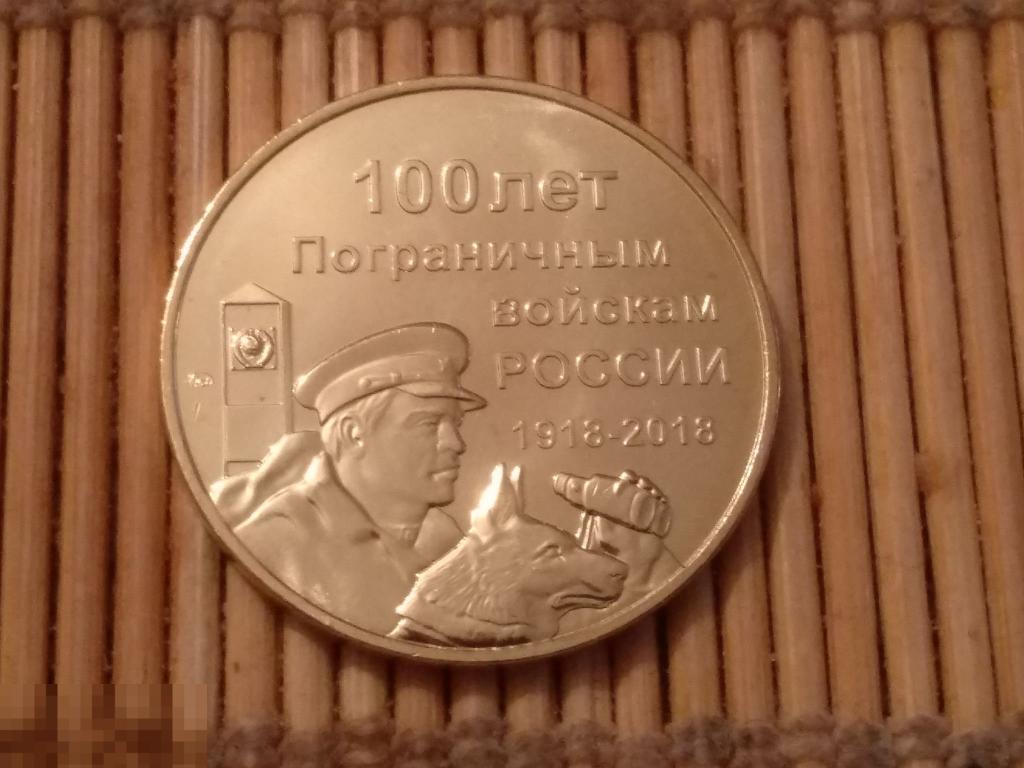 100 лет
Пограничным
войскам
РОССИИ
1918-2018